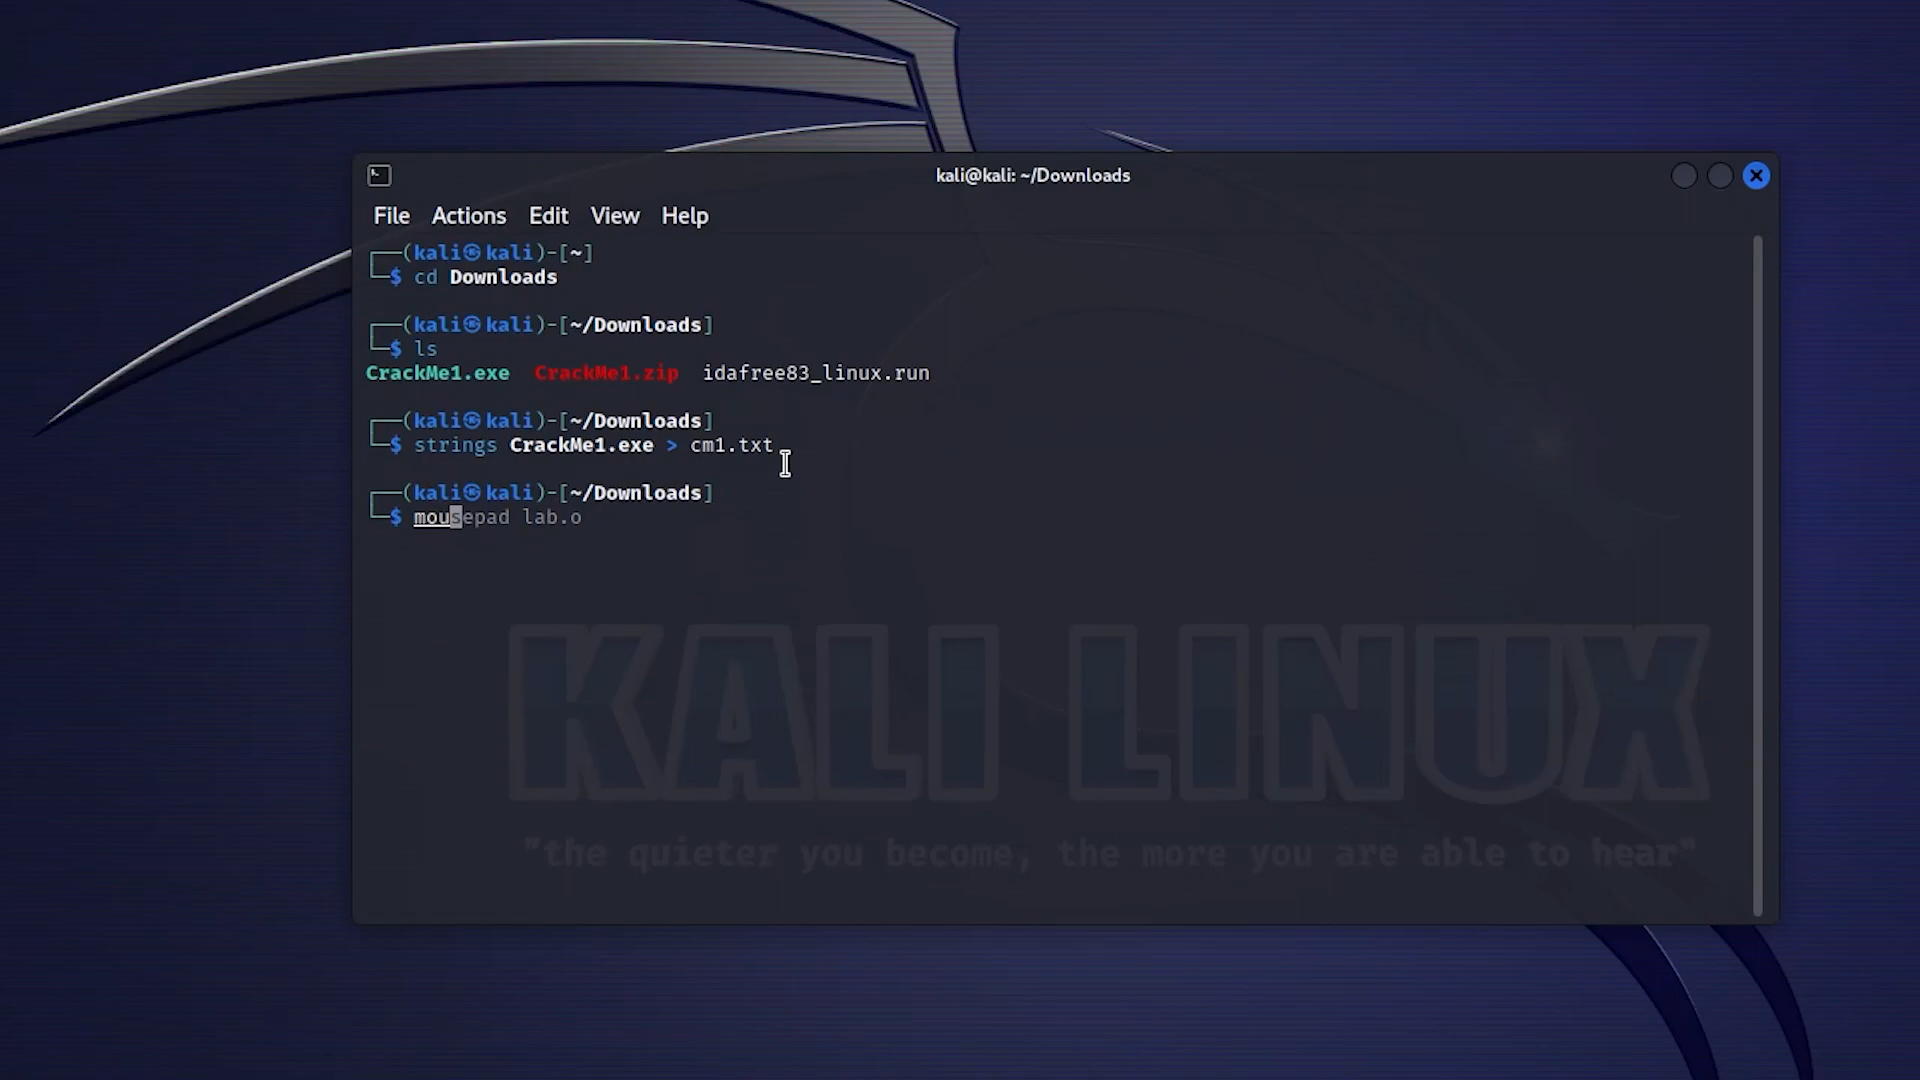 kali@kali: ~/Downloads
File Actions Edit View Help
(kali㉿kali)-[~]
$ cd Downloads
(kali㉿kali)-[~/Downloads]
$ ls
CrackMe1.exe CrackMe1.zip idafree83_linux.run
(kali㉿kali)-[~/Downloads]
$ strings CrackMe1.exe > cm1.txt
(kali㉿kali)-[~/Downloads]
$ mousepad lab.o
KALI LINUX
"the quieter you become, the more you are able to hear"